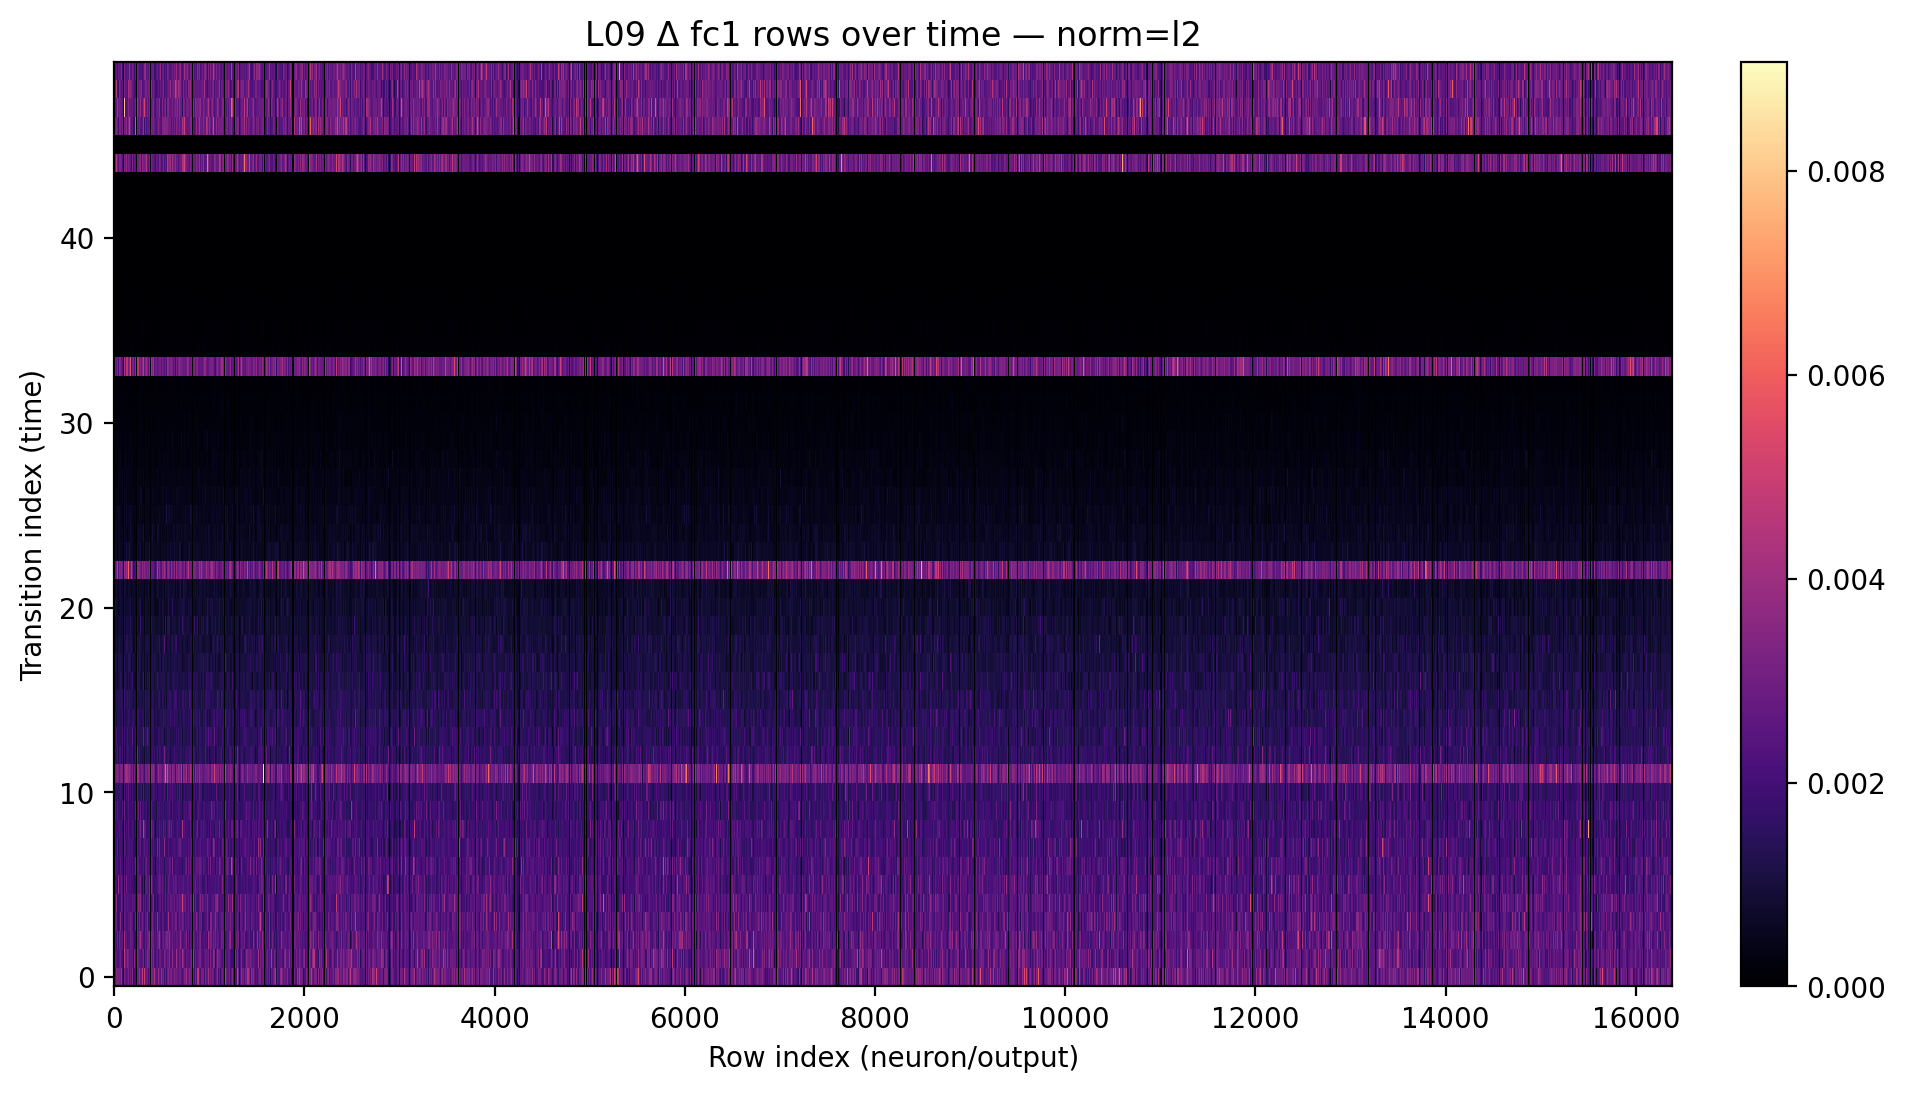 L09 Δ fc1 rows over time — norm=l2
Transition index (time)
40
30
20
10
0
0 2000 4000 6000 8000 10000 12000 14000 16000
Row index (neuron/output)
0.008
0.006
0.004
0.002
0.000